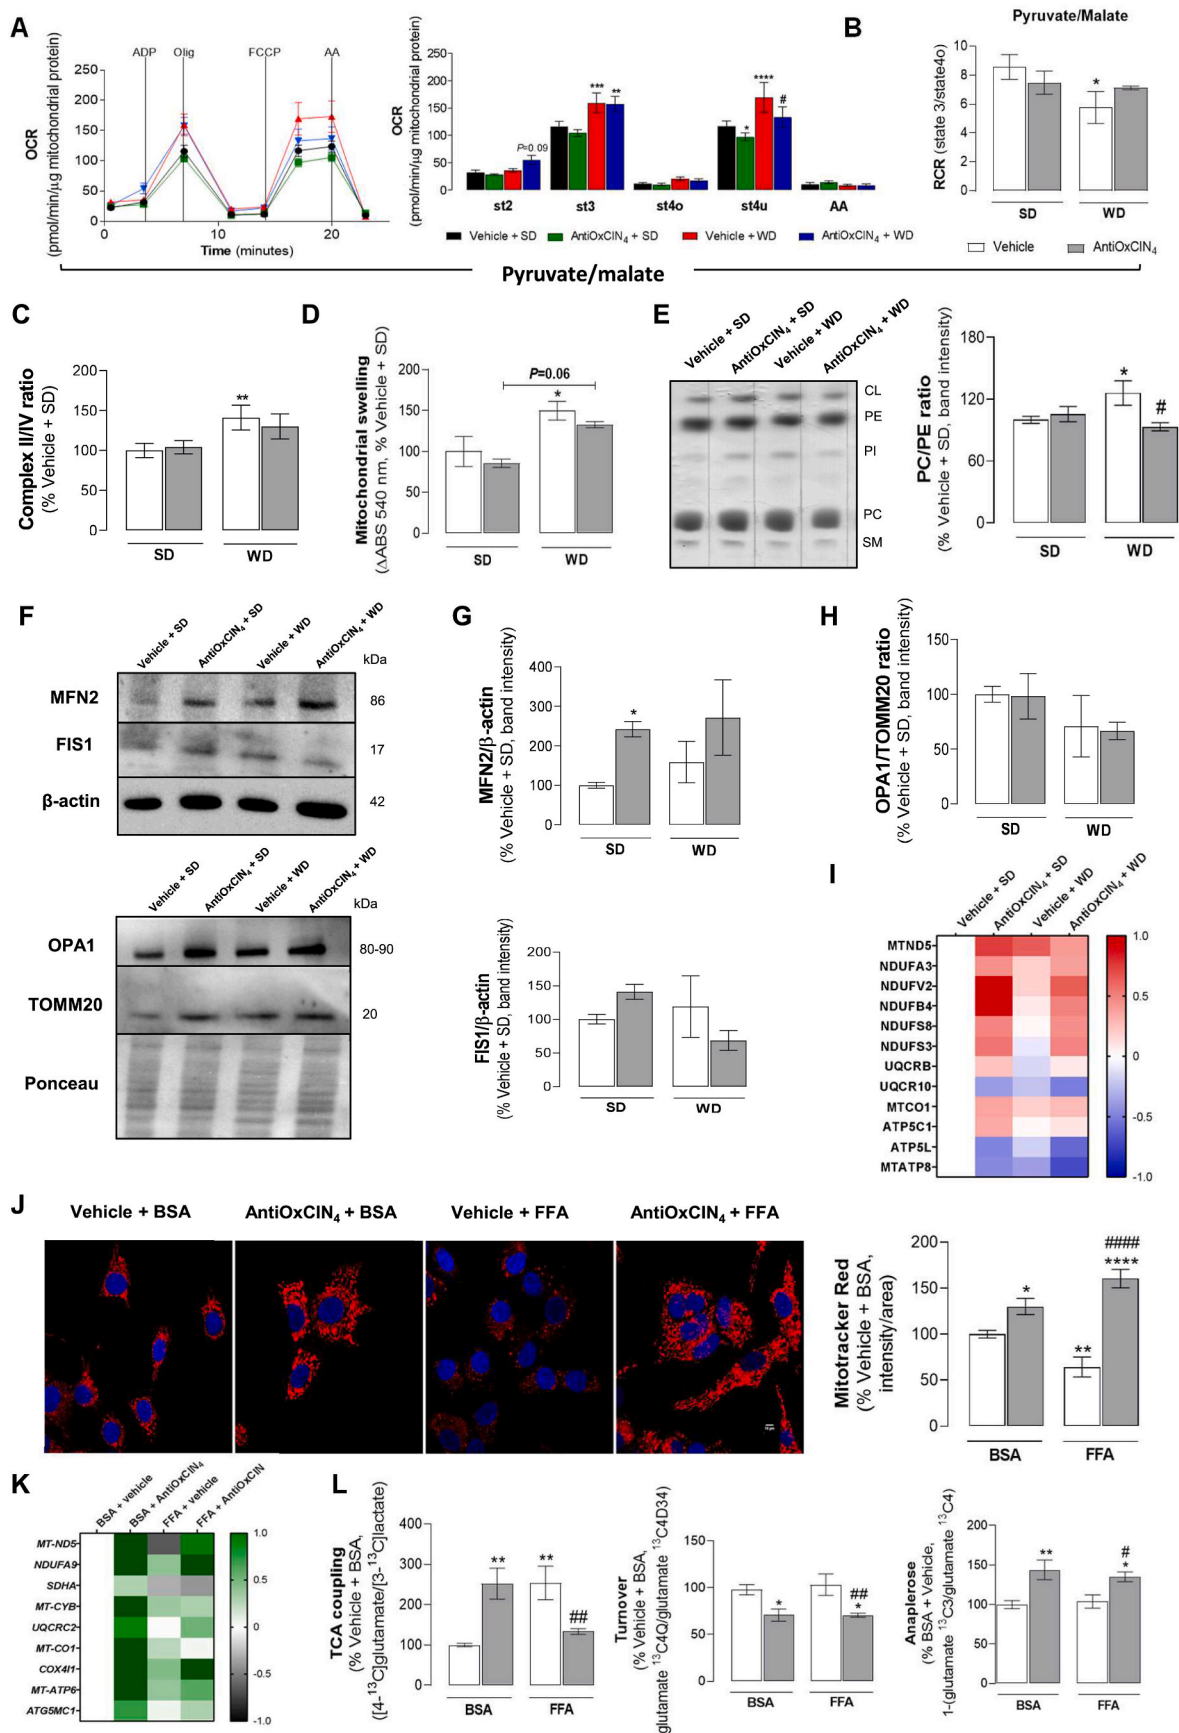 A
OCR
(pmol/min/µg mitochondrial protein)
ADP
Olig
FCCP
AA
250
200
150
100
50
0
0
10
20
Time (minutes)
OCR
(pmol/min/µg mitochondrial protein)
250
200
150
100
50
0
P=0.09
***
**
*
****
#
st2
st3
st4o
st4u
AA
Vehicle + SD
AntiOxCIN4 + SD
Vehicle + WD
AntiOxCIN4 + WD
Pyruvate/malate
B
Pyruvate/Malate
RCR (state 3/state4o)
10
8
6
4
2
0
*
SD
WD
Vehicle
AntiOxCIN4
C
Complex II/IV ratio
(% Vehicle + SD)
200
150
100
50
0
**
SD
WD
D
Mitochondrial swelling
(ΔABS 540 nm, % Vehicle + SD)
200
150
100
50
0
P=0.06
*
SD
WD
E
Vehicle + SD
AntiOxCIN4 + SD
Vehicle + WD
AntiOxCIN4 + WD
CL
PE
PI
PC
SM
PC/PE ratio
(% Vehicle + SD, band intensity)
180
120
60
0
*
#
SD
WD
F
Vehicle + SD
AntiOxCIN4 + SD
Vehicle + WD
AntiOxCIN4 + WD
kDa
MFN2
86
FIS1
17
β-actin
42
Vehicle + SD
AntiOxCIN4 + SD
Vehicle + WD
AntiOxCIN4 + WD
kDa
OPA1
80-90
TOMM20
20
Ponceau
G
MFN2/β-actin
(% Vehicle + SD, band intensity)
400
300
200
100
0
*
SD
WD
FIS1/β-actin
(% Vehicle + SD, band intensity)
200
150
100
50
0
SD
WD
H
OPA1/TOMM20 ratio
(% Vehicle + SD, band intensity)
150
100
50
0
SD
WD
I
Vehicle + SD
AntiOxCIN4 + SD
Vehicle + WD
AntiOxCIN4 + WD
MTND5
NDUFA3
NDUFV2
NDUFB4
NDUFS8
NDUFS3
UQCRB
UQCR10
MTCO1
ATP5C1
ATP5L
MTATP8
1.0
0.5
0
-0.5
-1.0
J
Vehicle + BSA
AntiOxCIN4 + BSA
Vehicle + FFA
AntiOxCIN4 + FFA
Mitotracker Red
(% Vehicle + BSA,
intensity/area)
200
150
100
50
0
*
**
####
****
BSA
FFA
K
BSA + vehicle
BSA + AntiOxCIN4
FFA + vehicle
FFA + AntiOxCIN
MT-ND5
NDUFA9
SDHA
MT-CYB
UQCRC2
MT-CO1
COX4I1
MT-ATP6
ATG5MC1
1.0
0.5
0.0
-0.5
-1.0
L
TCA coupling
(% Vehicle + BSA,
([4-13C]glutamate/[3-13C]lactate)
400
300
200
100
0
**
**
##
BSA
FFA
Turnover
(% Vehicle + BSA,
glutamate 13C4Q/glutamate 13C4D34)
150
100
50
0
*
##
*
BSA
FFA
Anaplerose
(% BSA + Vehicle,
1-(glutamate 13C3/glutamate 13C4)
200
150
100
50
0
**
#
*
BSA
FFA